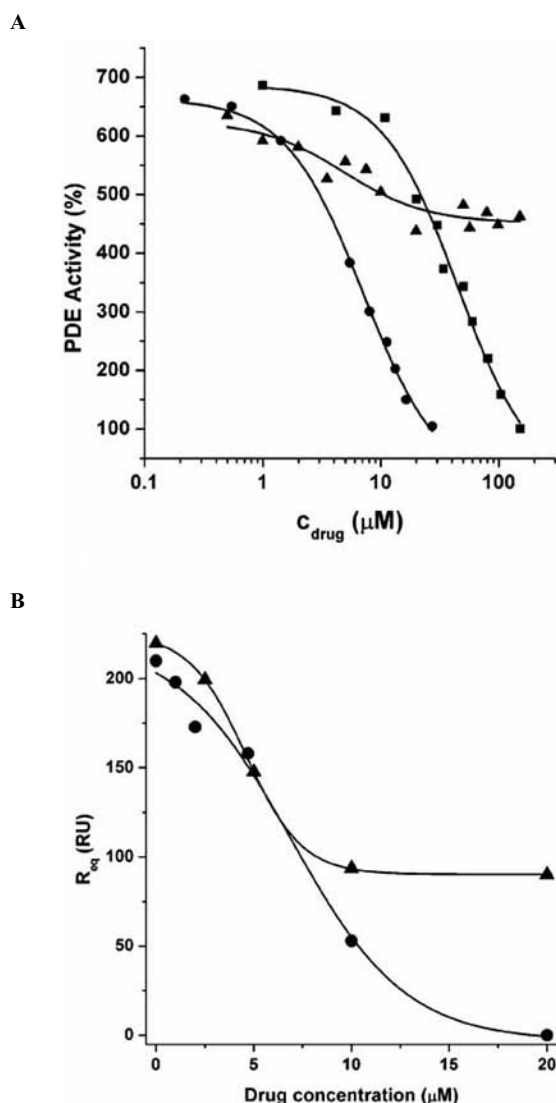 A
PDE Activity (%)
700
600
500
400
300
200
100
0.1 1 10 100
c_drug (µM)
B
R_eq (RU)
200
150
100
50
0
0 5 10 15 20
Drug concentration (µM)